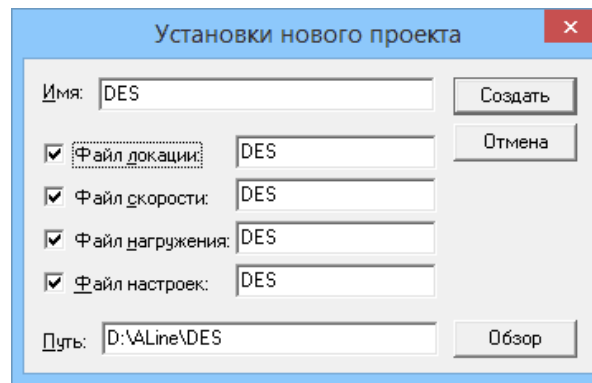 Установки нового проекта
Имя: DES
Создать
Отмена
Файл локации: DES
Файл скорости: DES
Файл нагружения: DES
Файл настроек: DES
Путь: D:\ALine\DES
Обзор